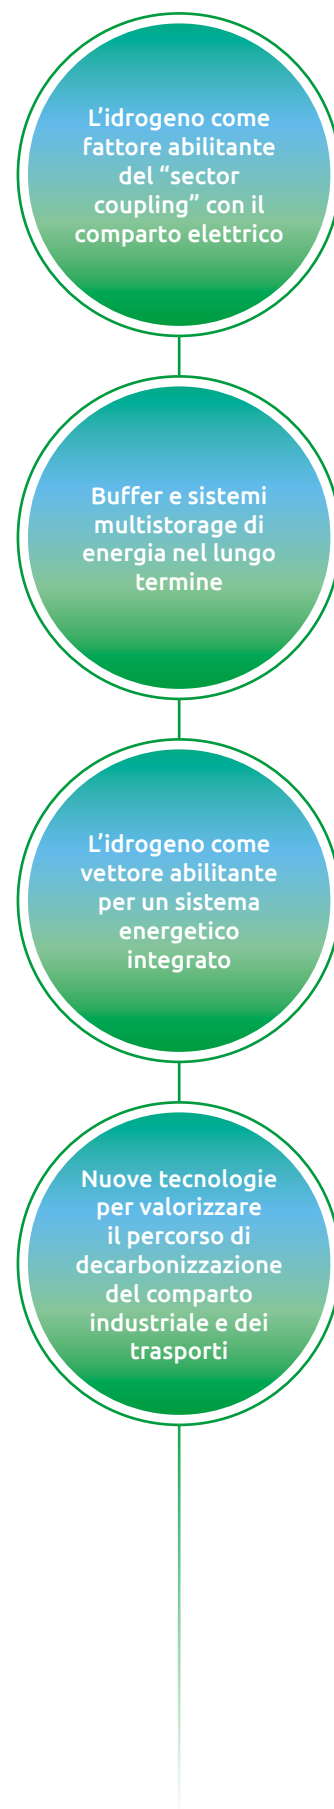 L'idrogeno come
fattore abilitante
del “sector
coupling” con il
comparto elettrico
Buffer e sistemi
multistorage di
energia nel lungo
termine
L'idrogeno come
vettore abilitante
per un sistema
energetico
integrato
Nuove tecnologie
per valorizzare
il percorso di
decarbonizzazione
del comparto
industriale e dei
trasporti